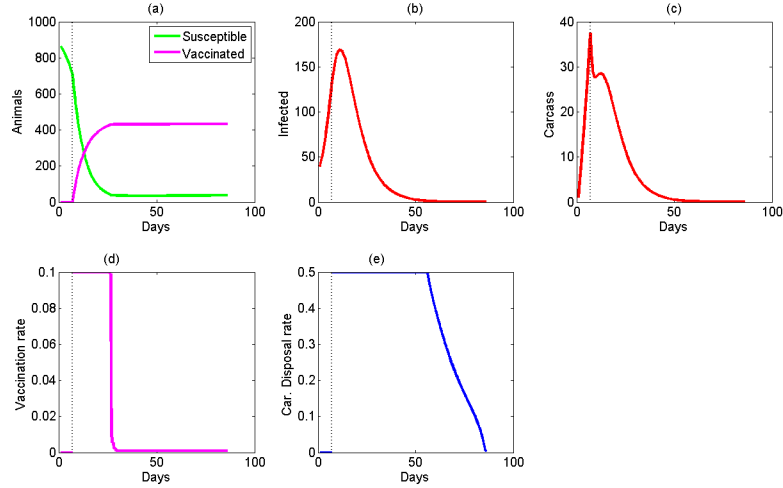 (a)
1000
800
600
400
200
0
Animals
Susceptible
Vaccinated
0 50 100
Days
(b)
200
150
100
50
0
Infected
0 50 100
Days
(c)
40
30
20
10
0
Carcass
0 50 100
Days
(d)
0.1
0.08
0.06
0.04
0.02
0
Vaccination rate
0 50 100
Days
(e)
0.5
0.4
0.3
0.2
0.1
0
Car. Disposal rate
0 50 100
Days